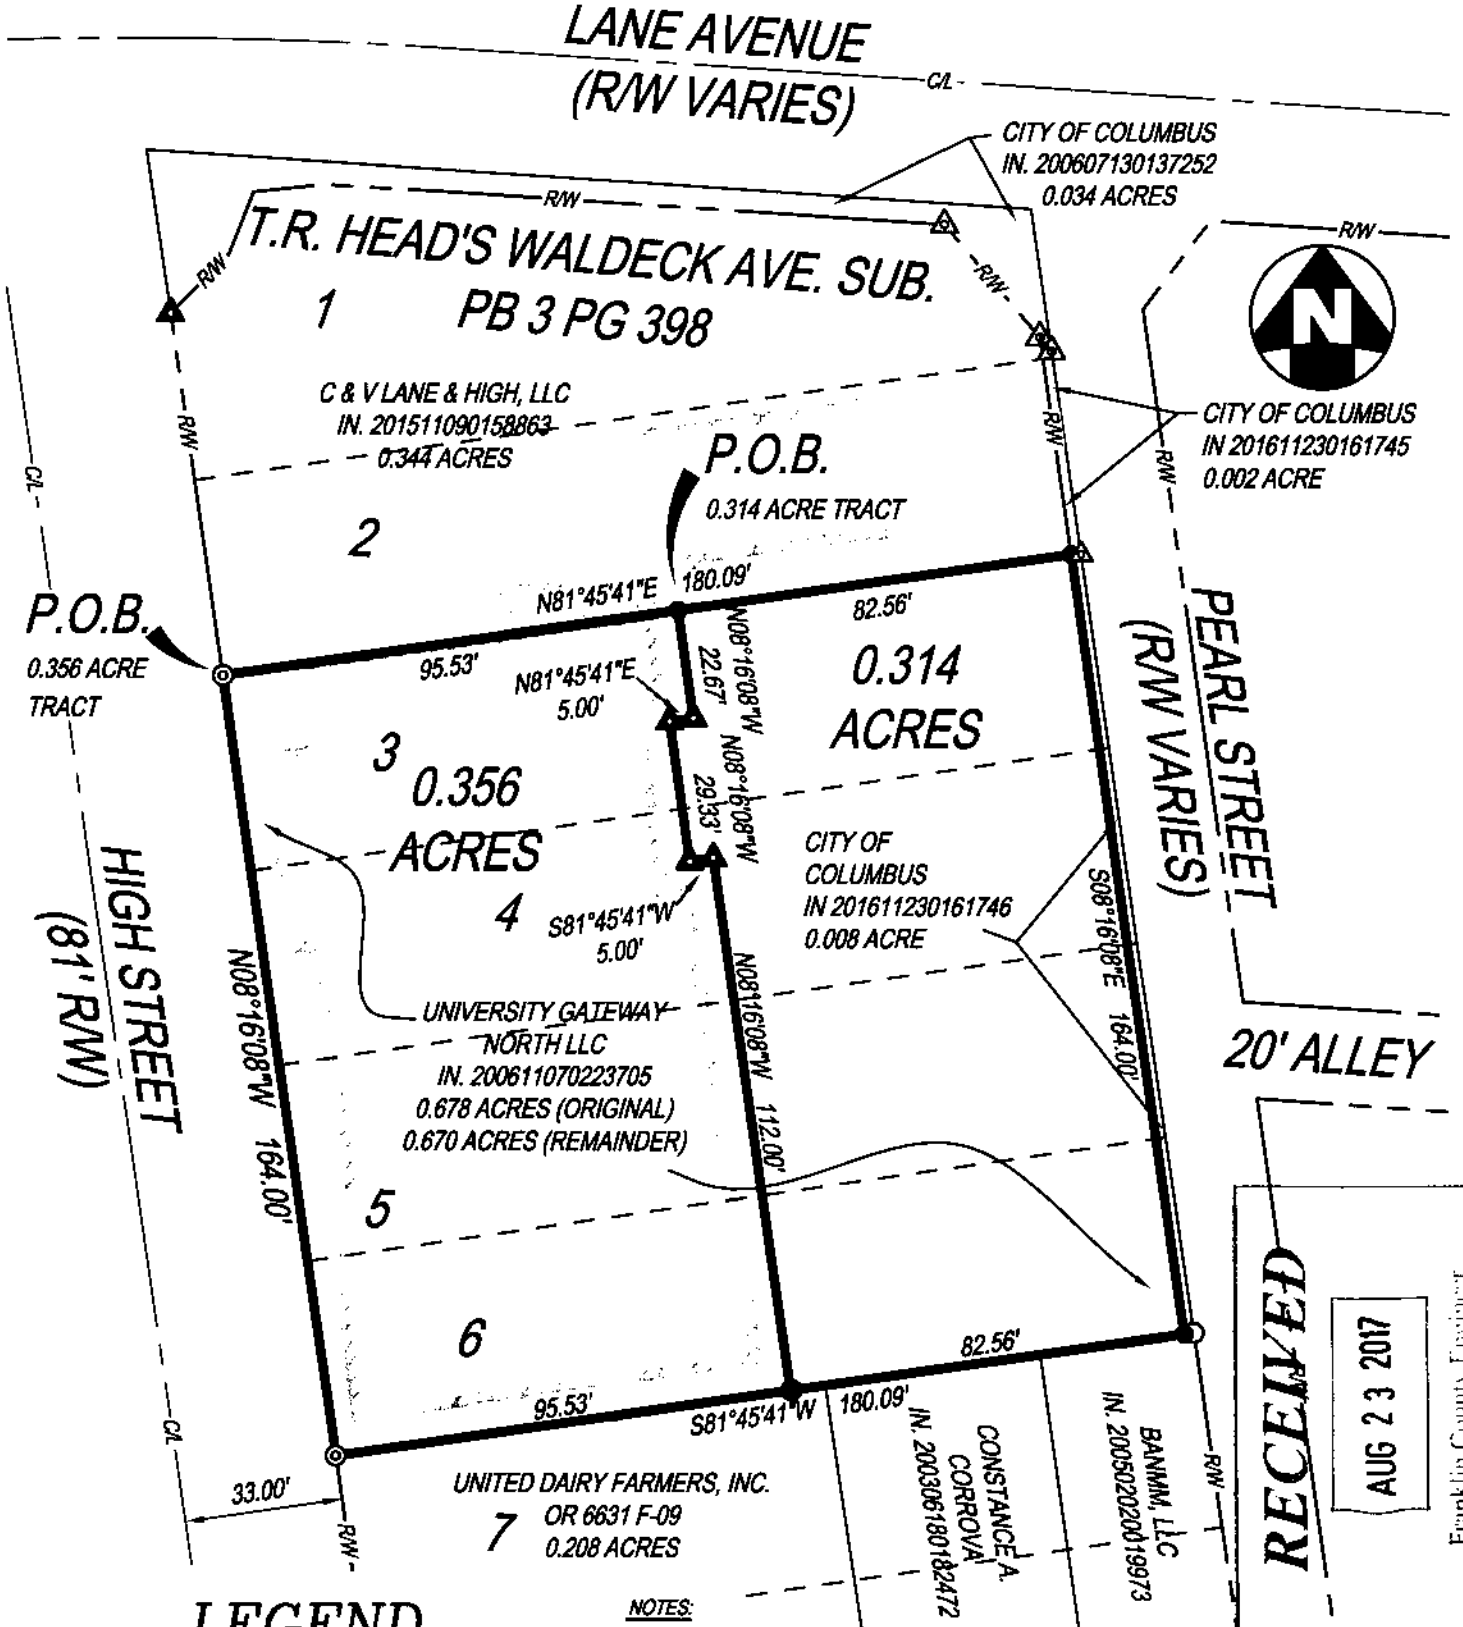 LANE AVENUE
(R/W VARIES)
C/L
CITY OF COLUMBUS
IN. 200607130137252
0.034 ACRES
R/W
R/W
R/W
R/W
T.R. HEAD'S WALDECK AVE. SUB.
PB 3 PG 398
1
N
C & V LANE & HIGH, LLC
IN. 201511090158863
0.344 ACRES
R/W
R/W
R/W
C/L
CITY OF COLUMBUS
IN 201611230161745
0.002 ACRE
P.O.B.
0.314 ACRE TRACT
2
P.O.B.
0.356 ACRE
TRACT
N81°45'41"E
180.09'
95.53'
82.56'
N08°16'08"W
22.67'
N81°45'41"E
5.00'
0.314
ACRES
PEARL STREET
(R/W VARIES)
3
0.356
ACRES
N08°16'08"W
29.33'
CITY OF
COLUMBUS
IN 201611230161746
0.008 ACRE
4
S81°45'41"W
5.00'
S08°16'08"E 164.00'
HIGH STREET
(81' R/W)
N08°16'08"W 164.00'
N08°16'08"W 112.00'
UNIVERSITY GATEWAY
NORTH LLC
IN. 200611070223705
0.678 ACRES (ORIGINAL)
0.670 ACRES (REMAINDER)
20' ALLEY
5
6
95.53'
82.56'
S81°45'41"W
180.09'
RECEIVED
AUG 23 2017
Franklin County Engineer
R/W
C/L
33.00'
R/W
R/W
UNITED DAIRY FARMERS, INC.
OR 6631 F-09
0.208 ACRES
7
CONSTANCE A.
CORROVA
IN. 200306180182472
BANMM, LLC
IN. 200502020019973
LEGEND
NOTES: